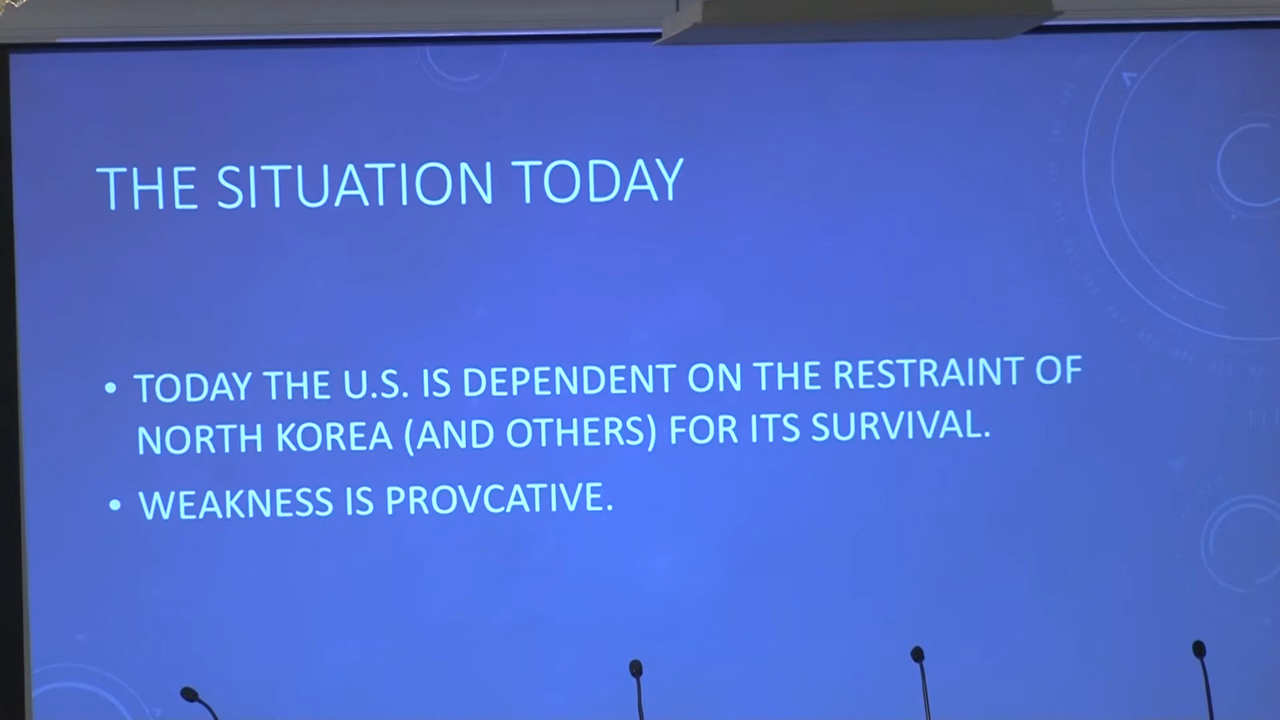 THE SITUATION TODAY
• TODAY THE U.S. IS DEPENDENT ON THE RESTRAINT OF
NORTH KOREA (AND OTHERS) FOR ITS SURVIVAL.
• WEAKNESS IS PROVCATIVE.